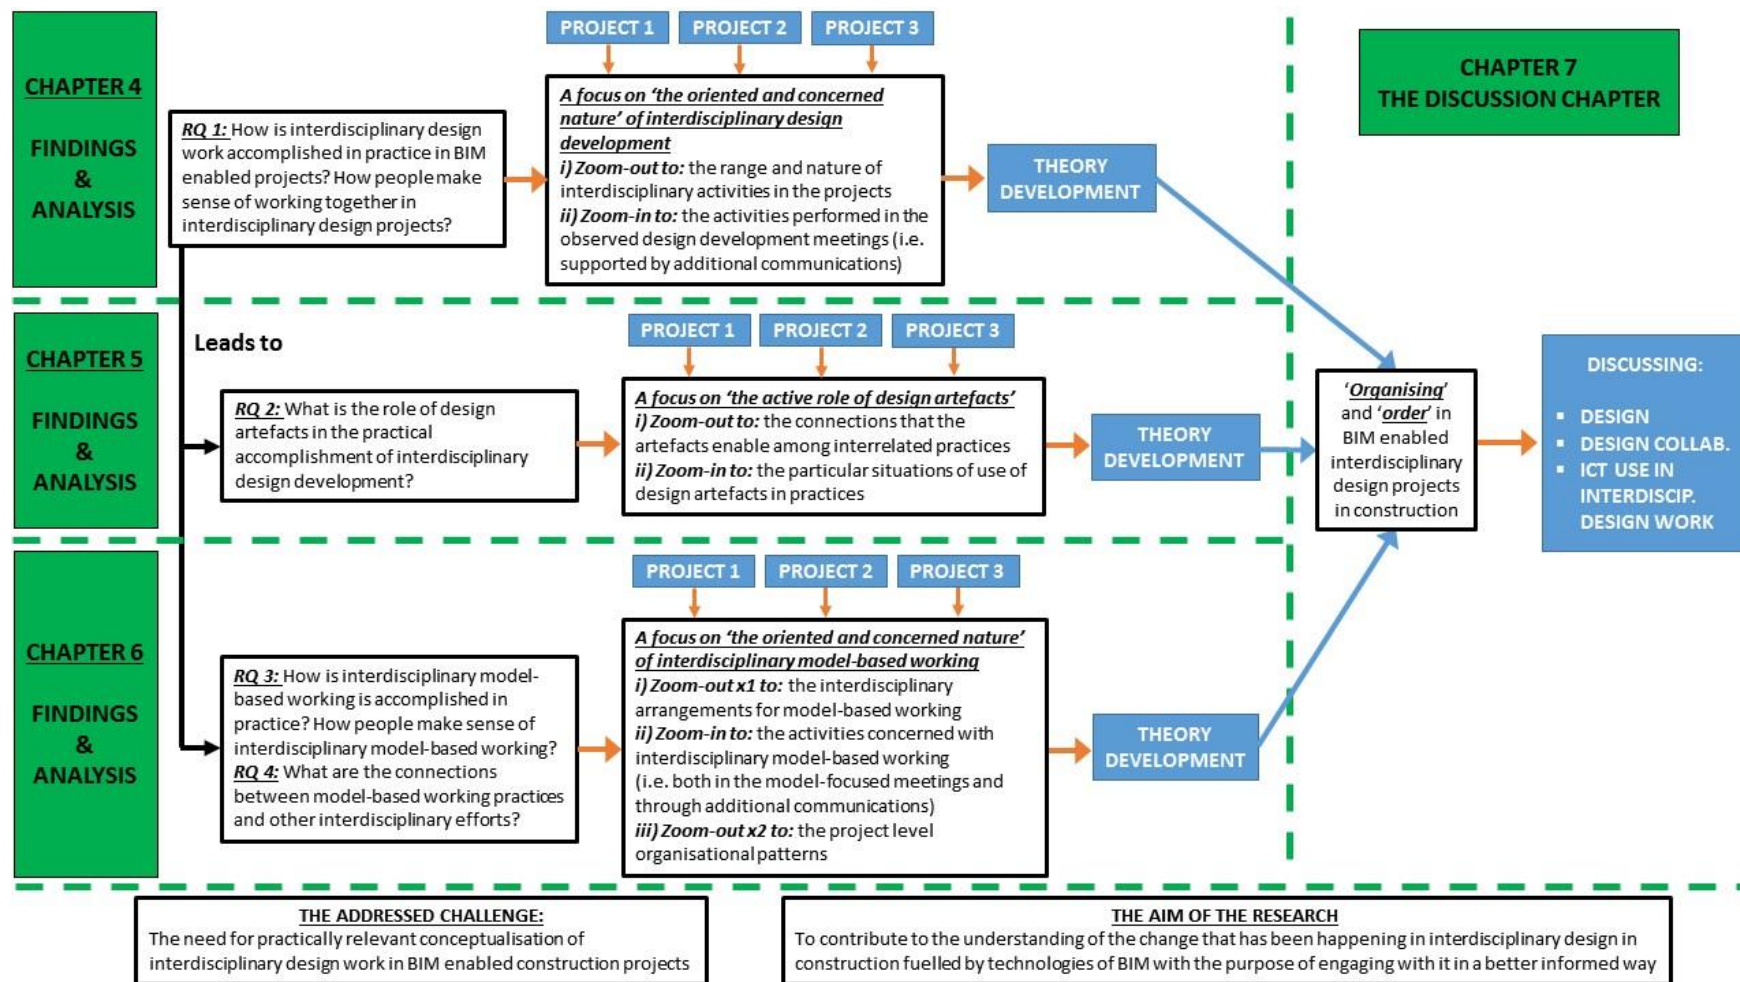 CHAPTER 4
FINDINGS
&
ANALYSIS
RQ 1: How is interdisciplinary design
work accomplished in practice in BIM
enabled projects? How people make
sense of working together in
interdisciplinary design projects?
PROJECT 1
PROJECT 2
PROJECT 3
A focus on ‘the oriented and concerned
nature’ of interdisciplinary design
development
i) Zoom-out to: the range and nature of
interdisciplinary activities in the projects
ii) Zoom-in to: the activities performed in the
observed design development meetings (i.e.
supported by additional communications)
THEORY
DEVELOPMENT
CHAPTER 7
THE DISCUSSION CHAPTER
CHAPTER 5
FINDINGS
&
ANALYSIS
Leads to
RQ 2: What is the role of design
artefacts in the practical
accomplishment of interdisciplinary
design development?
PROJECT 1
PROJECT 2
PROJECT 3
A focus on ‘the active role of design artefacts’
i) Zoom-out to: the connections that the
artefacts enable among interrelated practices
ii) Zoom-in to: the particular situations of use of
design artefacts in practices
THEORY
DEVELOPMENT
‘Organising’
and ‘order’ in
BIM enabled
interdisciplinary
design projects
in construction
DISCUSSING:
▪ DESIGN
▪ DESIGN COLLAB.
▪ ICT USE IN
INTERDISCIP.
DESIGN WORK
CHAPTER 6
FINDINGS
&
ANALYSIS
RQ 3: How is interdisciplinary model-
based working is accomplished in
practice? How people make sense of
interdisciplinary model-based working?
RQ 4: What are the connections
between model-based working practices
and other interdisciplinary efforts?
PROJECT 1
PROJECT 2
PROJECT 3
A focus on ‘the oriented and concerned nature’
of interdisciplinary model-based working
i) Zoom-out x1 to: the interdisciplinary
arrangements for model-based working
ii) Zoom-in to: the activities concerned with
interdisciplinary model-based working
(i.e. both in the model-focused meetings and
through additional communications)
iii) Zoom-out x2 to: the project level
organisational patterns
THEORY
DEVELOPMENT
THE ADDRESSED CHALLENGE:
The need for practically relevant conceptualisation of
interdisciplinary design work in BIM enabled construction projects
THE AIM OF THE RESEARCH
To contribute to the understanding of the change that has been happening in interdisciplinary design in
construction fuelled by technologies of BIM with the purpose of engaging with it in a better informed way